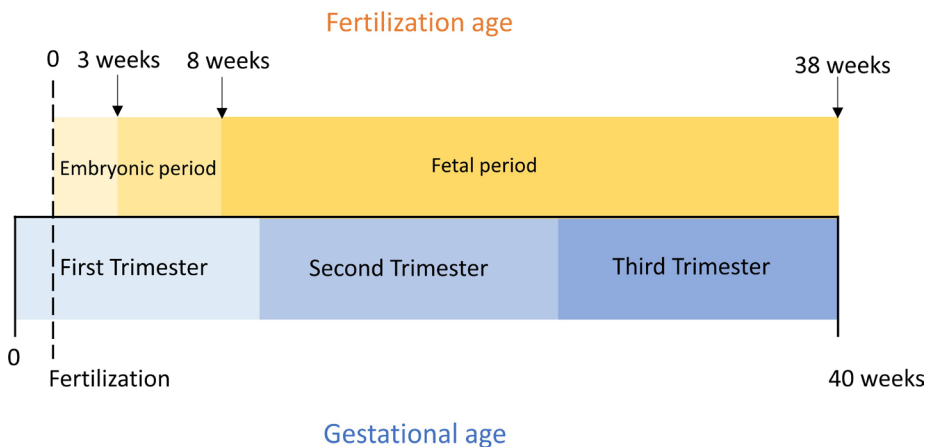 Fertilization age
0
3 weeks
8 weeks
38 weeks
Embryonic period
Fetal period
First Trimester
Second Trimester
Third Trimester
0
Fertilization
40 weeks
Gestational age